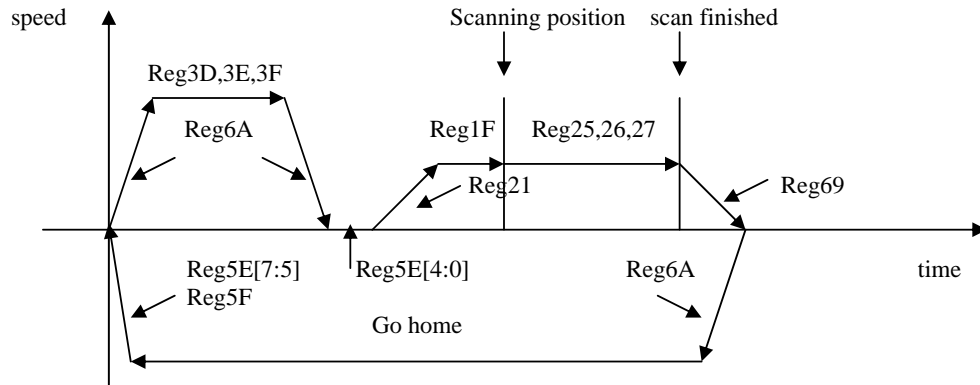 speed
Scanning position
scan finished
Reg3D,3E,3F
Reg6A
Reg1F
Reg25,26,27
Reg21
Reg69
Reg5E[7:5]
Reg5F
Reg5E[4:0]
Reg6A
time
Go home